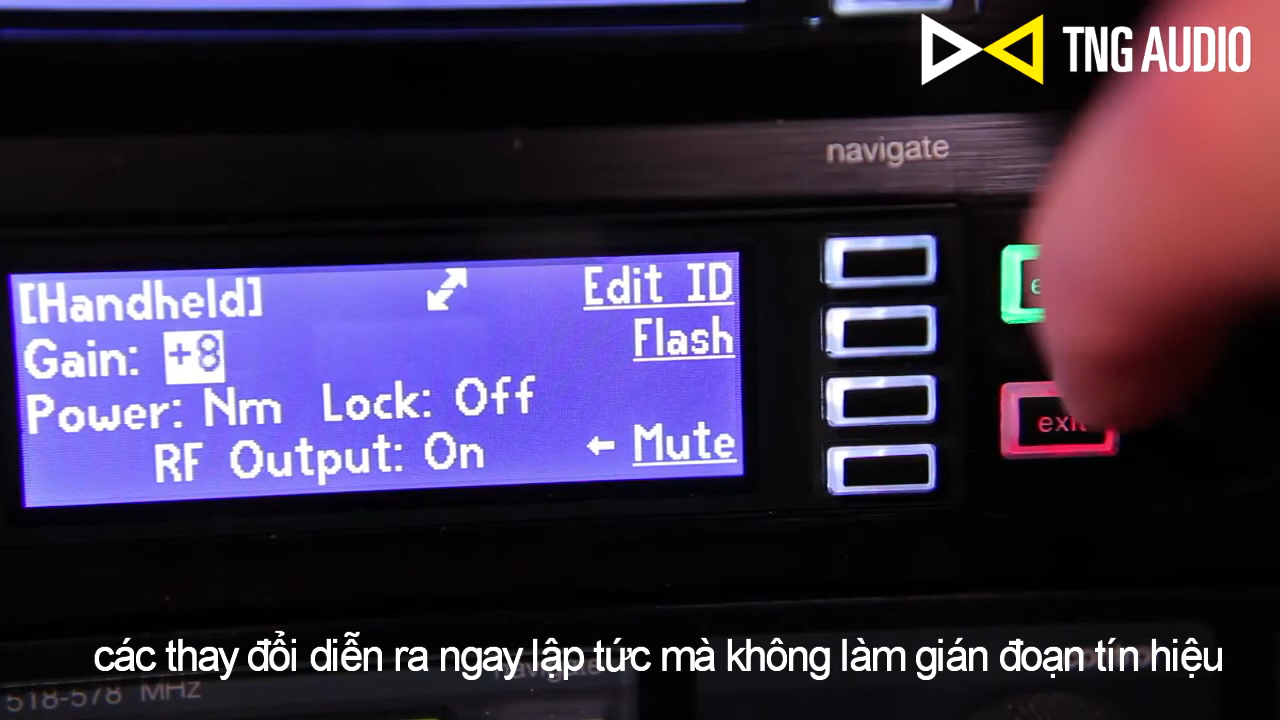 TNG AUDIO
navigate
[Handheld]
Edit ID
Gain: +8
Flash
Power: Nm Lock: Off
RF Output: On
Mute
exit
các thay đổi diễn ra ngay lập tức mà không làm gián đoạn tín hiệu
navigate
518-578 MHz